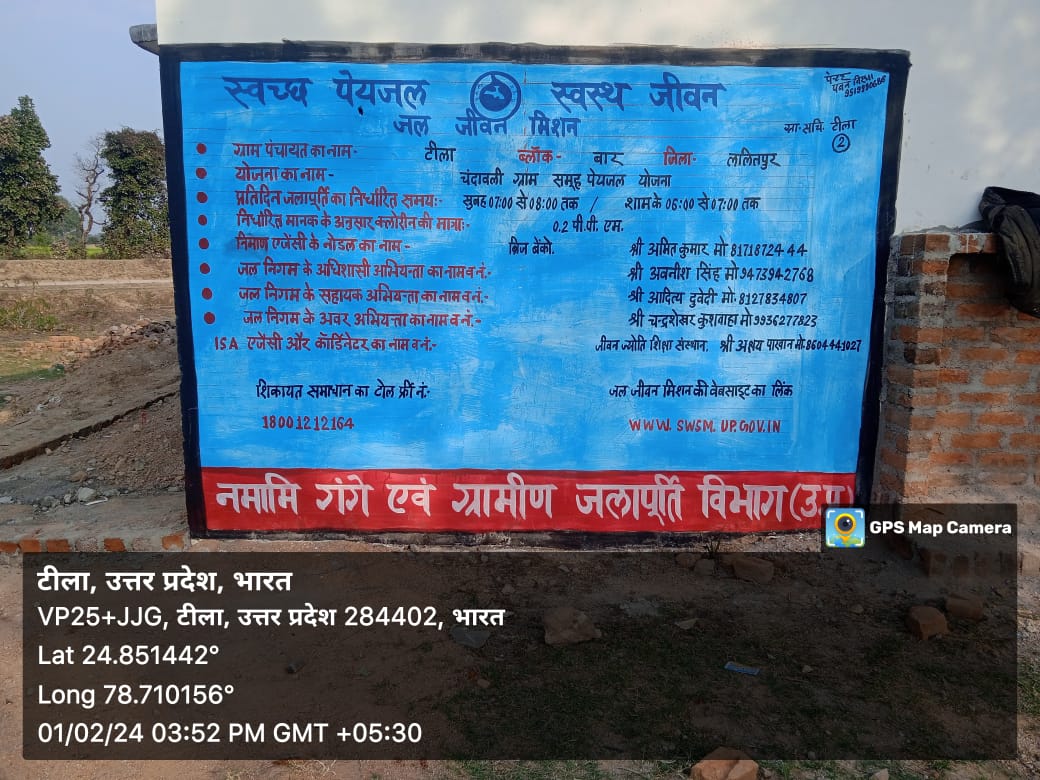 स्वच्छ पेयजल स्वस्थ जीवन
जल जीवन मिशन
पेन्टर
पवन विश्वा
ग्रा. सचि. टीला
2
ग्राम पंचायत का नाम- टीला ब्लॉक- बार जिला- ललितपुर
योजना का नाम - चंदावली ग्राम समूह पेयजल योजना
प्रतिदिन जलापूर्ति का निर्धारित समय:- सुबह 07:00 से 08:00 तक / शाम के 06:00 से 07:00 तक
निर्धारित मानक के अनुसार क्लोरीन की मात्रा:- 0.2 पी.पी. एम.
निर्माण एजेंसी के नोडल का नाम - ब्रिज बेंको. श्री अमित कुमार मो 8171872444
जल निगम के अधिशासी अभियन्ता का नाम व नं.- श्री अवनीश सिंह मो 9473942768
जल निगम के सहायक अभियन्ता का नाम व नं.- श्री आदित्य दुवेदी मो. 8127834807
जल निगम के अवर अभियन्ता का नाम व नं.- श्री चन्द्रशेखर कुशवाहा मो 9936277823
ISA एजेंसी और कोर्डिनेटर का नाम व नं.- जीवन ज्योति शिक्षा संस्थान. श्री अक्षय पाखान मो. 8604441027
शिकायत समाधान का टोल फ्रीं नं:- जल जीवन मिशन की वेबसाइट का लिंक
18001212164 WWW. SWSM. UP.GOV.IN
नमामि गंगे एवं ग्रामीण जलापूर्ति विभाग (उप्र)
GPS Map Camera
टीला, उत्तर प्रदेश, भारत
VP25+JJG, टीला, उत्तर प्रदेश 284402, भारत
Lat 24.851442°
Long 78.710156°
01/02/24 03:52 PM GMT +05:30